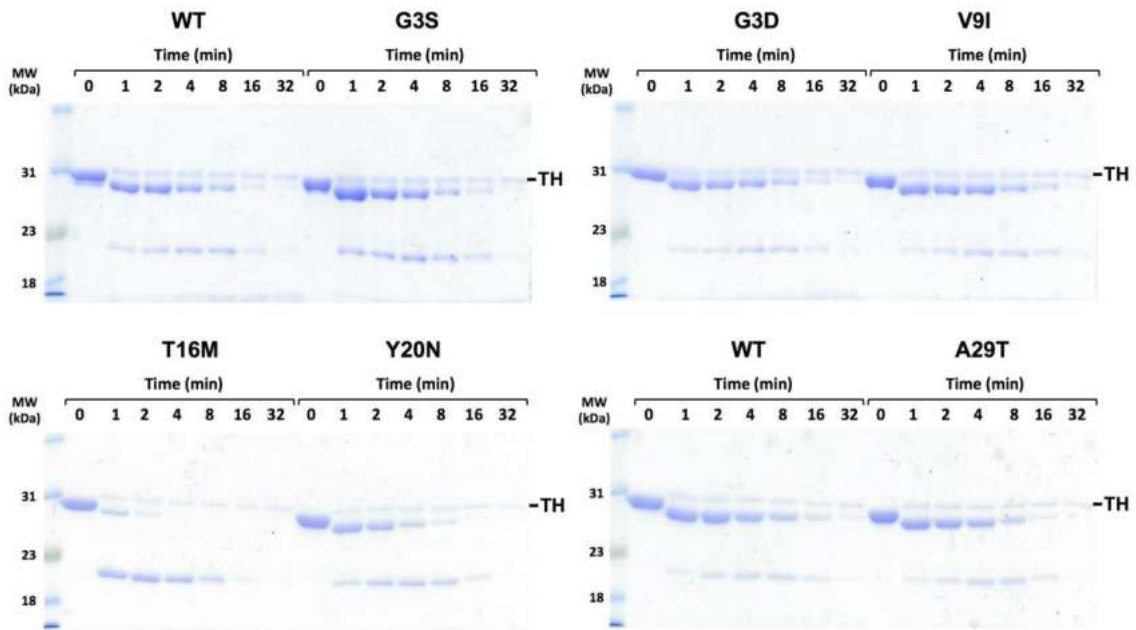 WT G3S G3D V9I
Time (min) Time (min) Time (min) Time (min)
MW (kDa) 0 1 2 4 8 16 32 0 1 2 4 8 16 32 MW (kDa) 0 1 2 4 8 16 32 0 1 2 4 8 16 32
31 –TH 31 –TH
23 23
18 18
T16M Y20N WT A29T
Time (min) Time (min) Time (min) Time (min)
MW (kDa) 0 1 2 4 8 16 32 0 1 2 4 8 16 32 MW (kDa) 0 1 2 4 8 16 32 0 1 2 4 8 16 32
31 –TH 31 –TH
23 23
18 18